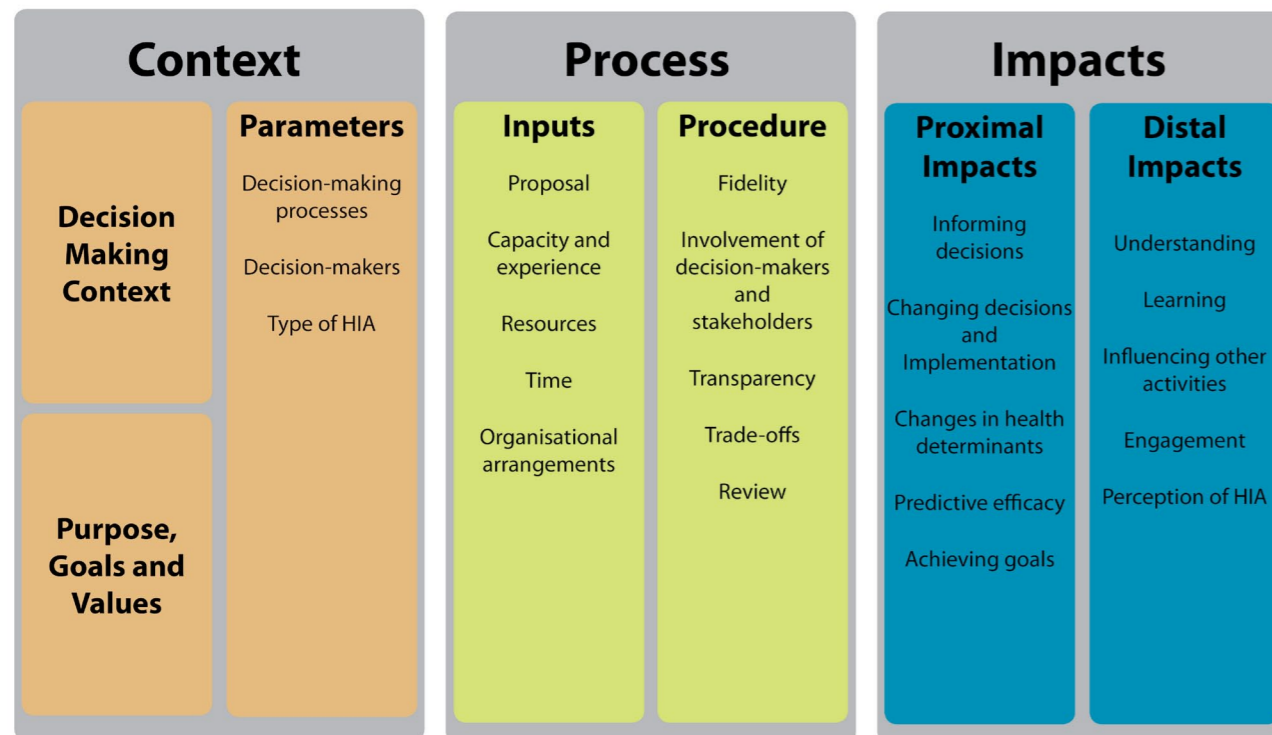 Context
Decision
Making
Context
Purpose,
Goals and
Values
Parameters
Decision-making
processes
Decision-makers
Type of HIA
Process
Inputs
Proposal
Capacity and
experience
Resources
Time
Organisational
arrangements
Procedure
Fidelity
Involvement of
decision-makers
and
stakeholders
Transparency
Trade-offs
Review
Impacts
Proximal
Impacts
Informing
decisions
Changing decisions
and
Implementation
Changes in health
determinants
Predictive efficacy
Achieving goals
Distal
Impacts
Understanding
Learning
Influencing other
activities
Engagement
Perception of HIA